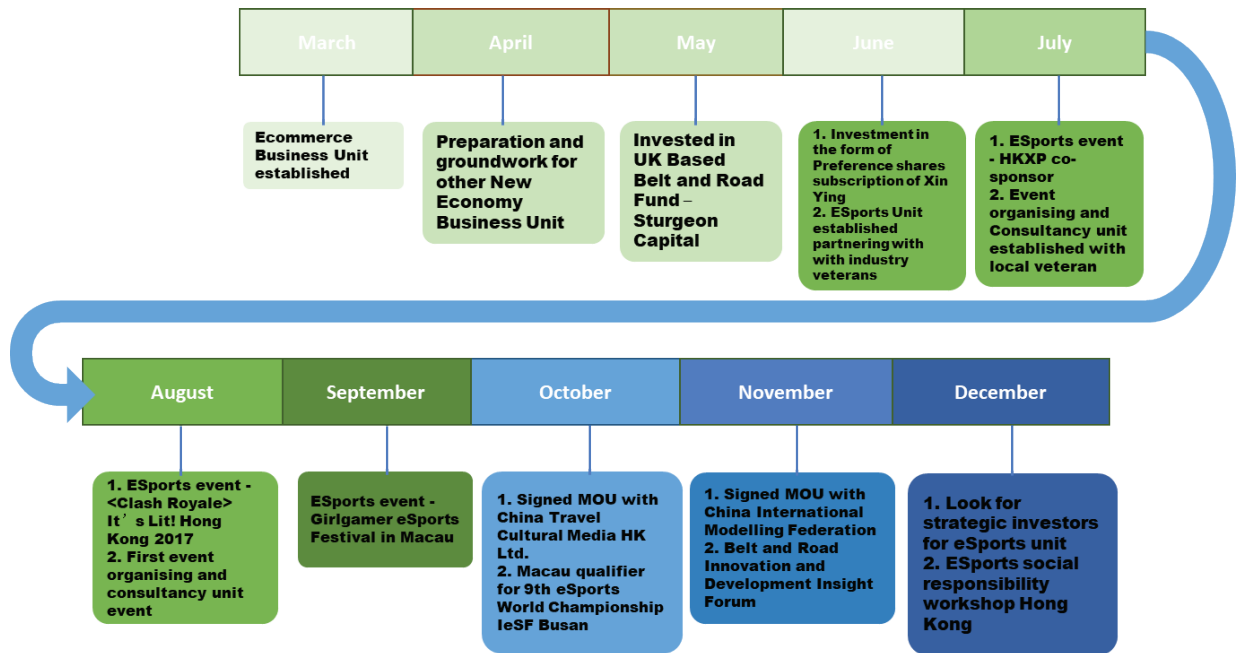 March
April
May
June
July
Ecommerce
Business Unit
established
Preparation and
groundwork for
other New
Economy
Business Unit
Invested in
UK Based
Belt and Road
Fund –
Sturgeon
Capital
1. Investment in
the form of
Preference shares
subscription of Xin
Ying
2. ESports Unit
established
partnering with
with industry
veterans
1. ESports event
- HKXP co-
sponsor
2. Event
organising and
Consultancy unit
established with
local veteran
August
September
October
November
December
1. ESports event -
<Clash Royale>
It’s Lit! Hong
Kong 2017
2. First event
organising and
consultancy unit
event
ESports event -
Girlgamer eSports
Festival in Macau
1. Signed MOU with
China Travel
Cultural Media HK
Ltd.
2. Macau qualifier
for 9th eSports
World Championship
IeSF Busan
1. Signed MOU with
China International
Modelling Federation
2. Belt and Road
Innovation and
Development Insight
Forum
1. Look for
strategic investors
for eSports unit
2. ESports social
responsibility
workshop Hong
Kong